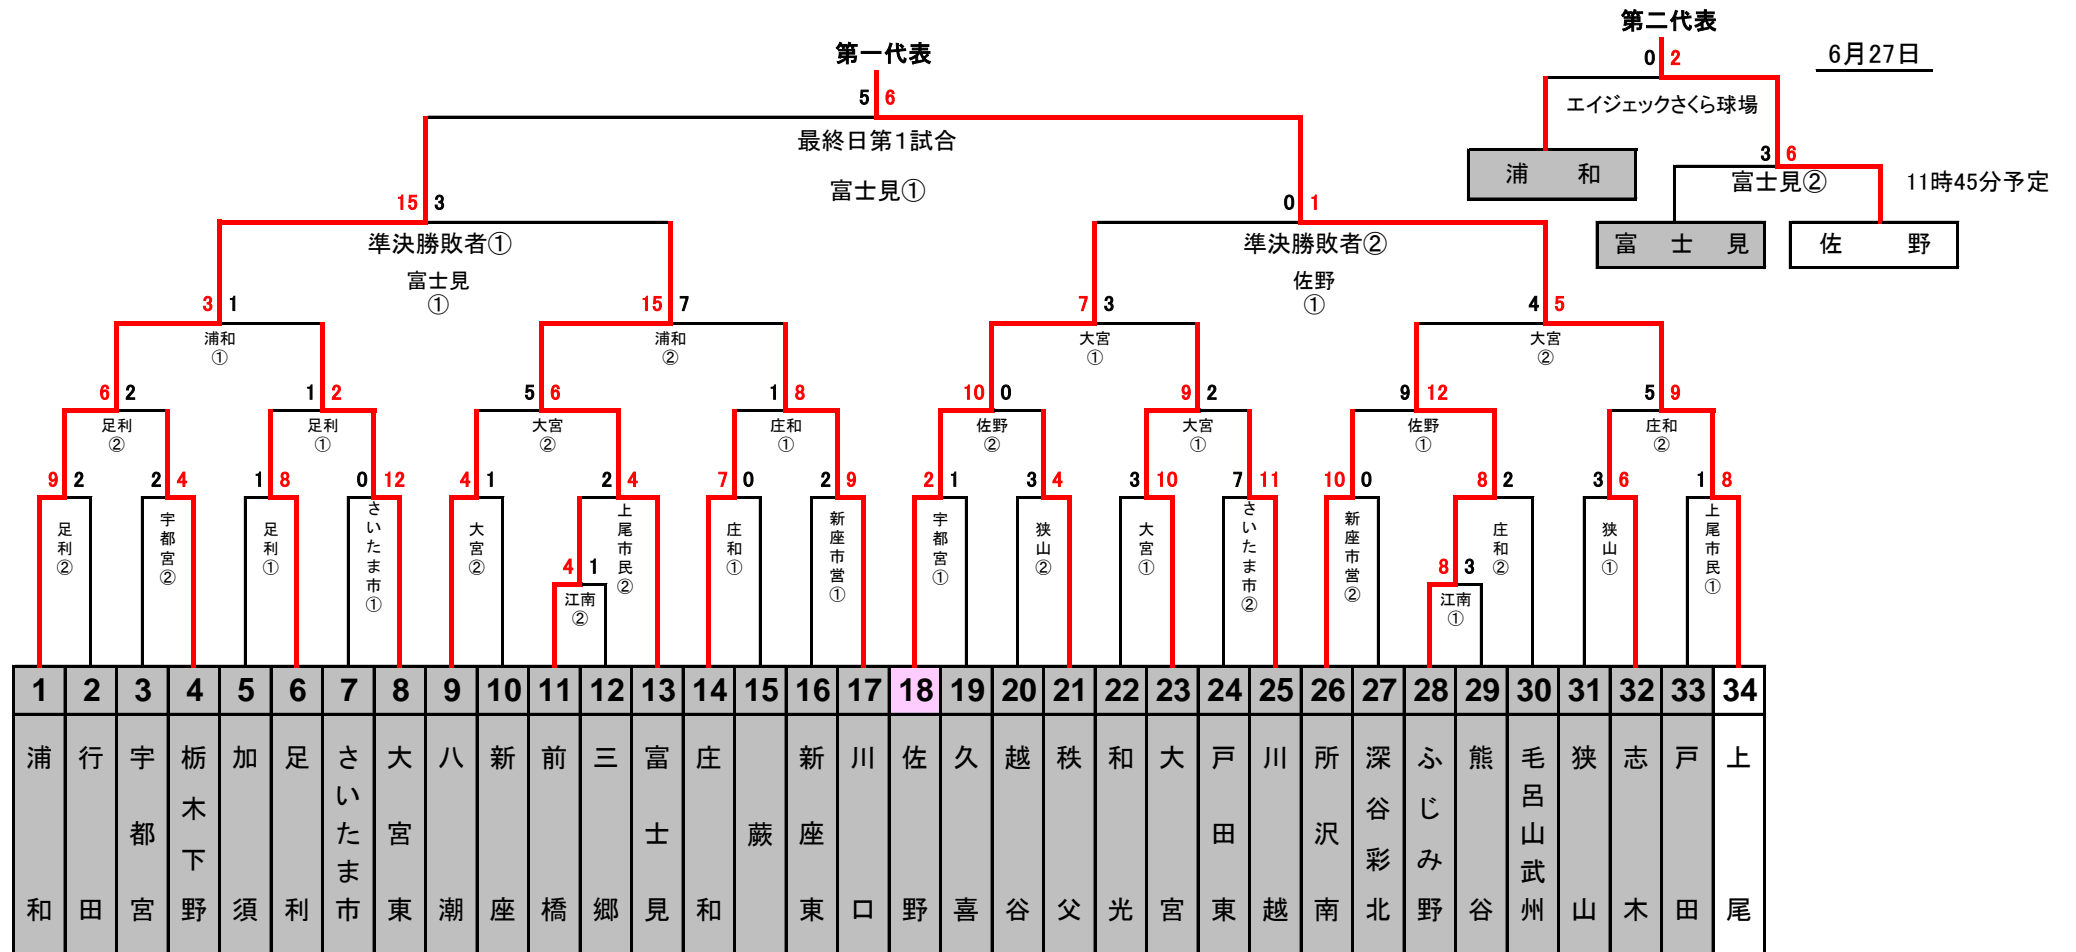 第二代表
第一代表
0 2
6月27日
5 6
エイジェックさくら球場
最終日第1試合
3 6
浦 和
富士見②
11時45分予定
富士見①
15 3
0 1
準決勝敗者①
準決勝敗者②
富 士 見
佐 野
富士見
①
佐野
①
3 1
15 7
7 3
4 5
浦和
①
浦和
②
大宮
①
大宮
②
6 2
1 2
5 6
1 8
10 0
9 2
9 12
5 9
足利
②
足利
①
大宮
②
庄和
①
佐野
②
大宮
①
佐野
①
庄和
②
9 2
2 4
1 8
0 12
4 1
2 4
7 0
2 9
2 1
3 4
3 10
7 11
10 0
8 2
3 6
1 8
足利②
宇都宮②
足利①
さいたま市①
大宮②
上尾市民②
庄和①
新座市営①
宇都宮①
狭山②
大宮①
さいたま市②
新座市営②
庄和②
狭山①
上尾市民①
4 1
江南
②
8 3
江南
①
1 2 3 4 5 6 7 8 9 10 11 12 13 14 15 16 17 18 19 20 21 22 23 24 25 26 27 28 29 30 31 32 33 34
浦和
行田
宇都宮
栃木下野
加須
足利
さいたま市
大宮東
八潮
新座
前橋
三郷
富士見
庄和
蕨
新座東
川口
佐野
久喜
越谷
秩父
和光
大宮
戸田東
川越
所沢南
深谷彩北
ふじみ野
熊谷
毛呂山武州
狭山
志木
戸田
上尾